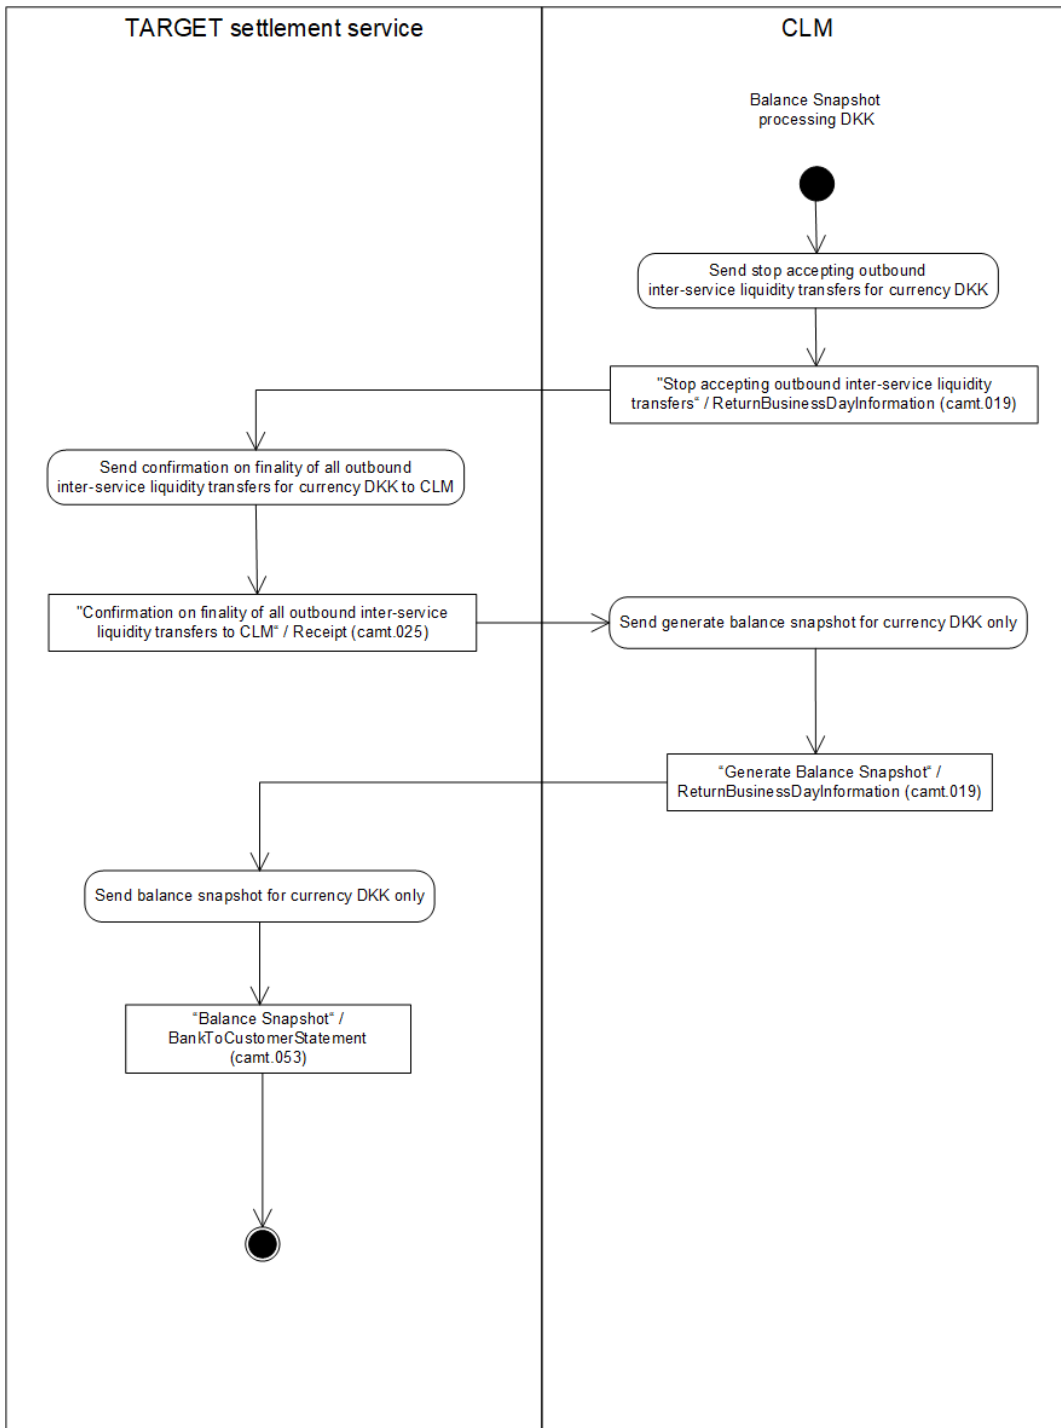 TARGET settlement service
CLM
Balance Snapshot
processing DKK
Send stop accepting outbound
inter-service liquidity transfers for currency DKK
"Stop accepting outbound inter-service liquidity
transfers“ / ReturnBusinessDayInformation (camt.019)
Send confirmation on finality of all outbound
inter-service liquidity transfers for currency DKK to CLM
"Confirmation on finality of all outbound inter-service
liquidity transfers to CLM“ / Receipt (camt.025)
Send generate balance snapshot for currency DKK only
“Generate Balance Snapshot“ /
ReturnBusinessDayInformation (camt.019)
Send balance snapshot for currency DKK only
“Balance Snapshot“ /
BankToCustomerStatement
(camt.053)